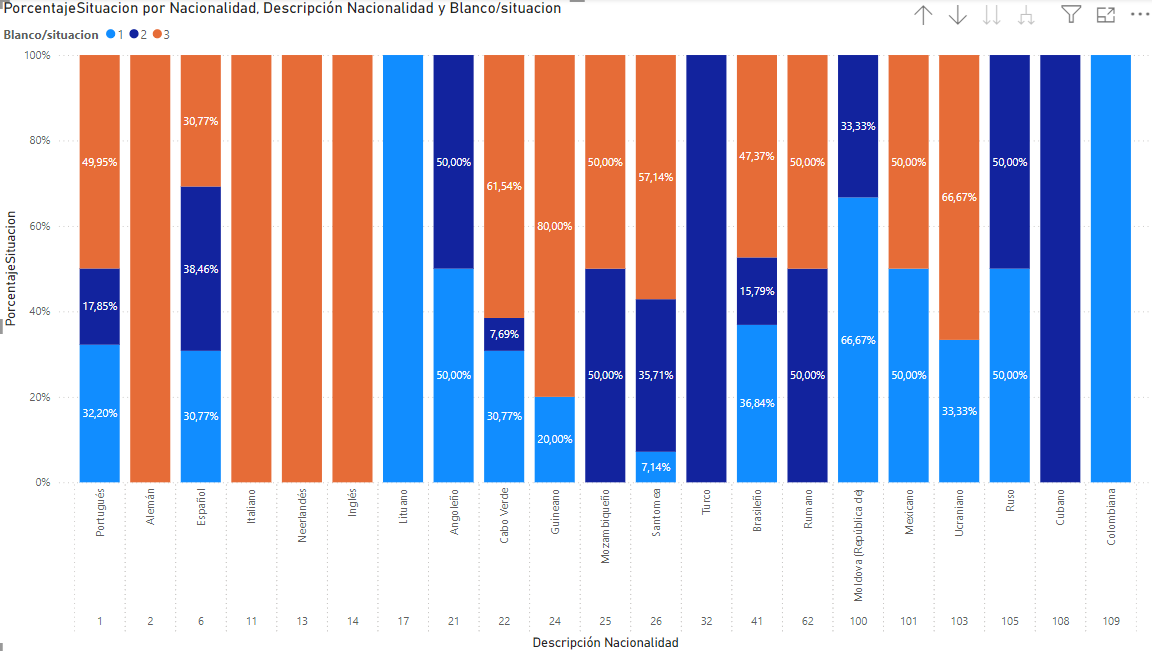 PorcentajeSituacion por Nacionalidad, Descripción Nacionalidad y Blanco/situacion
Blanco/situacion 1 2 3
100%
80%
60%
40%
20%
0%
PorcentajeSituacion
49,95%
17,85%
32,20%
30,77%
38,46%
30,77%
50,00%
50,00%
61,54%
7,69%
30,77%
80,00%
20,00%
50,00%
50,00%
57,14%
35,71%
7,14%
47,37%
15,79%
36,84%
50,00%
50,00%
33,33%
66,67%
50,00%
50,00%
66,67%
33,33%
50,00%
50,00%
Portugués
Alemán
Español
Italiano
Neerlandés
Inglés
Lituano
Angoleño
Cabo Verde
Guineano
Mozambiqueño
Santomea
Turco
Brasileño
Rumano
Moldova (República de)
Mexicano
Ucraniano
Ruso
Cubano
Colombiana
1 2 6 11 13 14 17 21 22 24 25 26 32 41 62 100 101 103 105 108 109
Descripción Nacionalidad